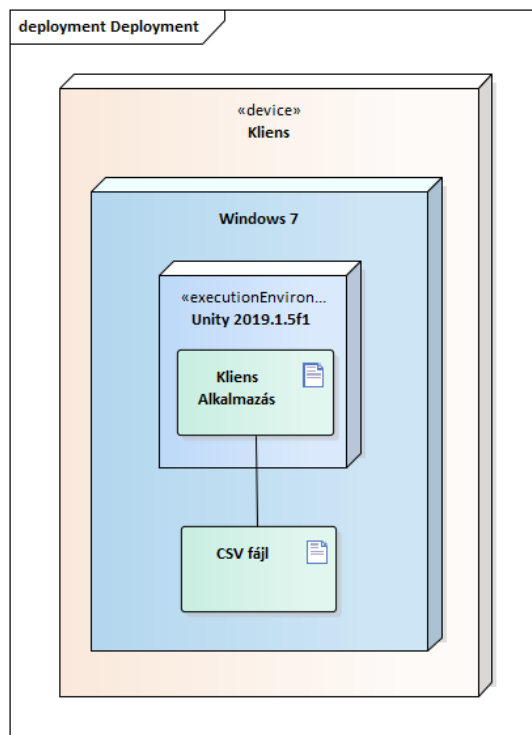 deployment Deployment
«device»
Kliens
Windows 7
«executionEnviron...
Unity 2019.1.5f1
Kliens
Alkalmazás
CSV fájl